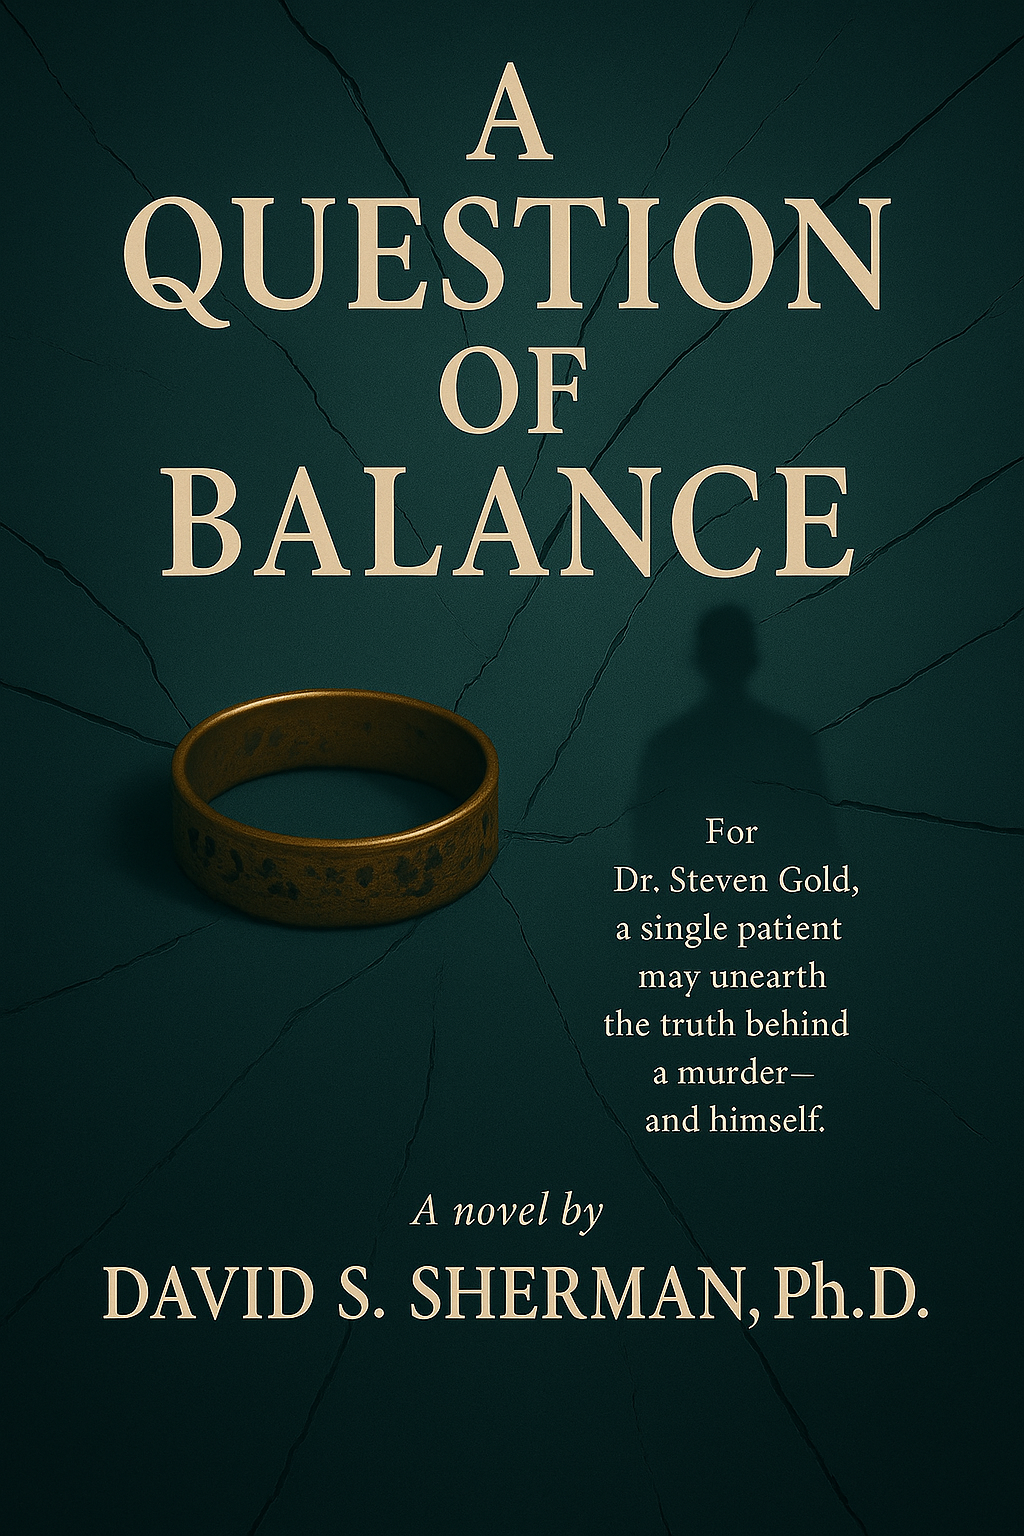 A
QUESTION
OF
BALANCE
For
Dr. Steven Gold,
a single patient
may unearth
the truth behind
a murder—
and himself.
A novel by
DAVID S. SHERMAN, Ph.D.